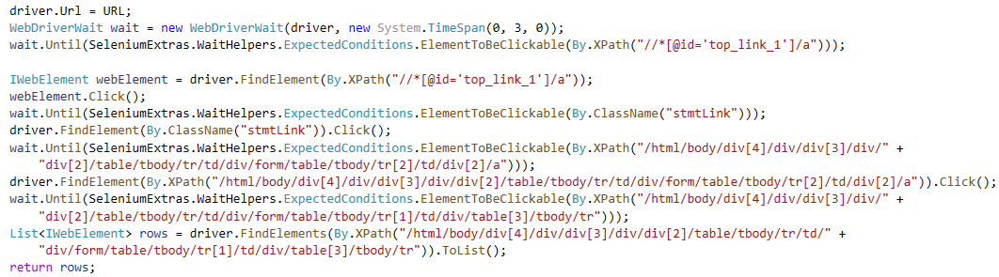 driver.Url = URL;
WebDriverWait wait = new WebDriverWait(driver, new System.TimeSpan(0, 3, 0));
wait.Until(SeleniumExtras.WaitHelpers.ExpectedConditions.ElementToBeClickable(By.XPath("//*[@id='top_link_1']/a")));

IWebElement webElement = driver.FindElement(By.XPath("//*[@id='top_link_1']/a"));
webElement.Click();
wait.Until(SeleniumExtras.WaitHelpers.ExpectedConditions.ElementToBeClickable(By.ClassName("stmtLink")));
driver.FindElement(By.ClassName("stmtLink")).Click();
wait.Until(SeleniumExtras.WaitHelpers.ExpectedConditions.ElementToBeClickable(By.XPath("/html/body/div[4]/div/div[3]/div/" +
    "div[2]/table/tbody/tr/td/div/form/table/tbody/tr[2]/td/div[2]/a")));
driver.FindElement(By.XPath("/html/body/div[4]/div/div[3]/div/div[2]/table/tbody/tr/td/div/form/table/tbody/tr[2]/td/div[2]/a")).Click();
wait.Until(SeleniumExtras.WaitHelpers.ExpectedConditions.ElementToBeClickable(By.XPath("/html/body/div[4]/div/div[3]/div/" +
    "div[2]/table/tbody/tr/td/div/form/table/tbody/tr[1]/td/div/table[3]/tbody/tr")));
List<IWebElement> rows = driver.FindElements(By.XPath("/html/body/div[4]/div/div[3]/div/div[2]/table/tbody/tr/td/" +
    "div/form/table/tbody/tr[1]/td/div/table[3]/tbody/tr")).ToList();
return rows;